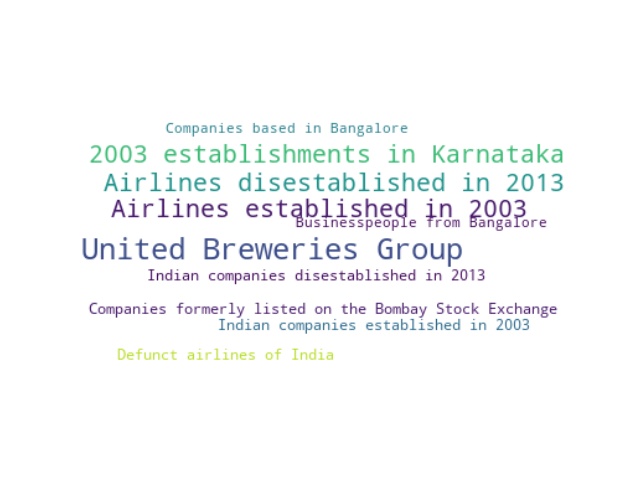 Companies based in Bangalore
2003 establishments in Karnataka
Airlines disestablished in 2013
Airlines established in 2003
Businesspeople from Bangalore
United Breweries Group
Indian companies disestablished in 2013
Companies formerly listed on the Bombay Stock Exchange
Indian companies established in 2003
Defunct airlines of India